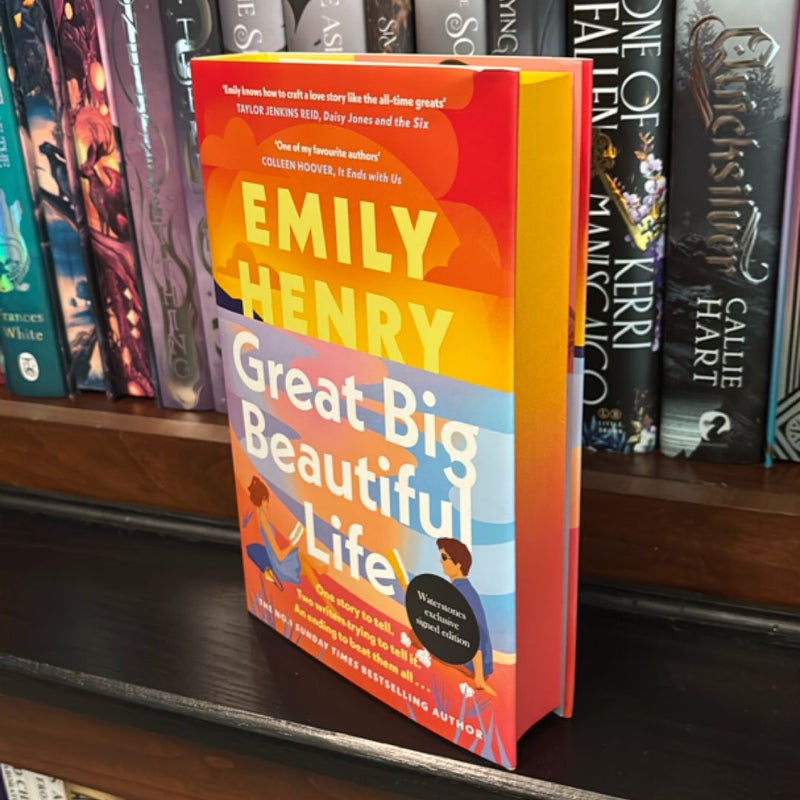 'Emily knows how to craft a love story like the all-time greats'
TAYLOR JENKINS REID, Daisy Jones and the Six
'One of my favourite authors'
COLLEEN HOOVER, It Ends with Us
EMILY
HENRY
Great Big
Beautiful
Life
One story to tell.
Two writers trying to tell it.
An ending to beat them all . . .
THE NO.1 SUNDAY TIMES BESTSELLING AUTHOR
Waterstones
exclusive
signed edition
Frances
White
ONE OF
FALLEN
KERRI
MANISCALCO
Quicksilver
CALLIE
HART